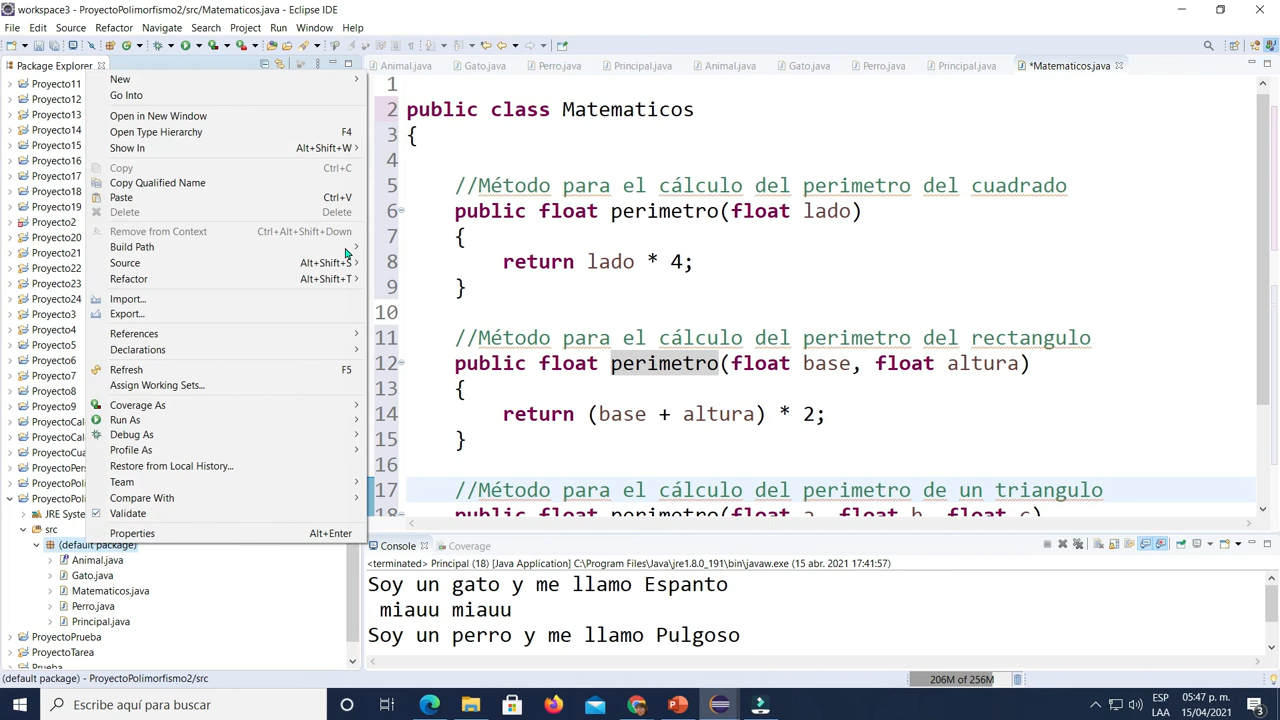 workspace3 - ProyectoPolimorfismo2/src/Matematicos.java - Eclipse IDE
File Edit Source Refactor Navigate Search Project Run Window Help
Package Explorer
Animal.java Gato.java Perro.java Principal.java Animal.java Gato.java Perro.java Principal.java *Matematicos.java
Proyecto11
Proyecto12
Proyecto13
Proyecto14
Proyecto15
Proyecto16
Proyecto17
Proyecto18
Proyecto19
Proyecto2
Proyecto20
Proyecto21
Proyecto22
Proyecto23
Proyecto24
Proyecto3
Proyecto4
Proyecto5
Proyecto6
Proyecto7
Proyecto8
Proyecto9
ProyectoCal
ProyectoCal
ProyectoCua
ProyectoPer
ProyectoPoli
ProyectoPoli
JRE Syste
src
(default package)
Animal.java
Gato.java
Matematicos.java
Perro.java
Principal.java
ProyectoPrueba
ProyectoTarea
Prueba
New
Go Into
Open in New Window
Open Type Hierarchy F4
Show In Alt+Shift+W
Copy Ctrl+C
Copy Qualified Name
Paste Ctrl+V
Delete Delete
Remove from Context Ctrl+Alt+Shift+Down
Build Path
Source Alt+Shift+S
Refactor Alt+Shift+T
Import...
Export...
References
Declarations
Refresh F5
Assign Working Sets...
Coverage As
Run As
Debug As
Profile As
Restore from Local History...
Team
Compare With
Validate
Properties Alt+Enter
1
2 public class Matematicos
3 {
4
5 //Método para el cálculo del perimetro del cuadrado
6 public float perimetro(float lado)
7 {
8 return lado * 4;
9 }
10
11 //Método para el cálculo del perimetro del rectangulo
12 public float perimetro(float base, float altura)
13 {
14 return (base + altura) * 2;
15 }
16
17 //Método para el cálculo del perimetro de un triangulo
18 public float perimetro(float a, float b, float c)
Console Coverage
<terminated> Principal (18) [Java Application] C:\Program Files\Java\jre1.8.0_191\bin\javaw.exe (15 abr. 2021 17:41:57)
Soy un gato y me llamo Espanto
miauu miauu
Soy un perro y me llamo Pulgoso
(default package) - ProyectoPolimorfismo2/src
206M of 256M
Escribe aquí para buscar
ESP
LAA
05:47 p. m.
15/04/2021
3